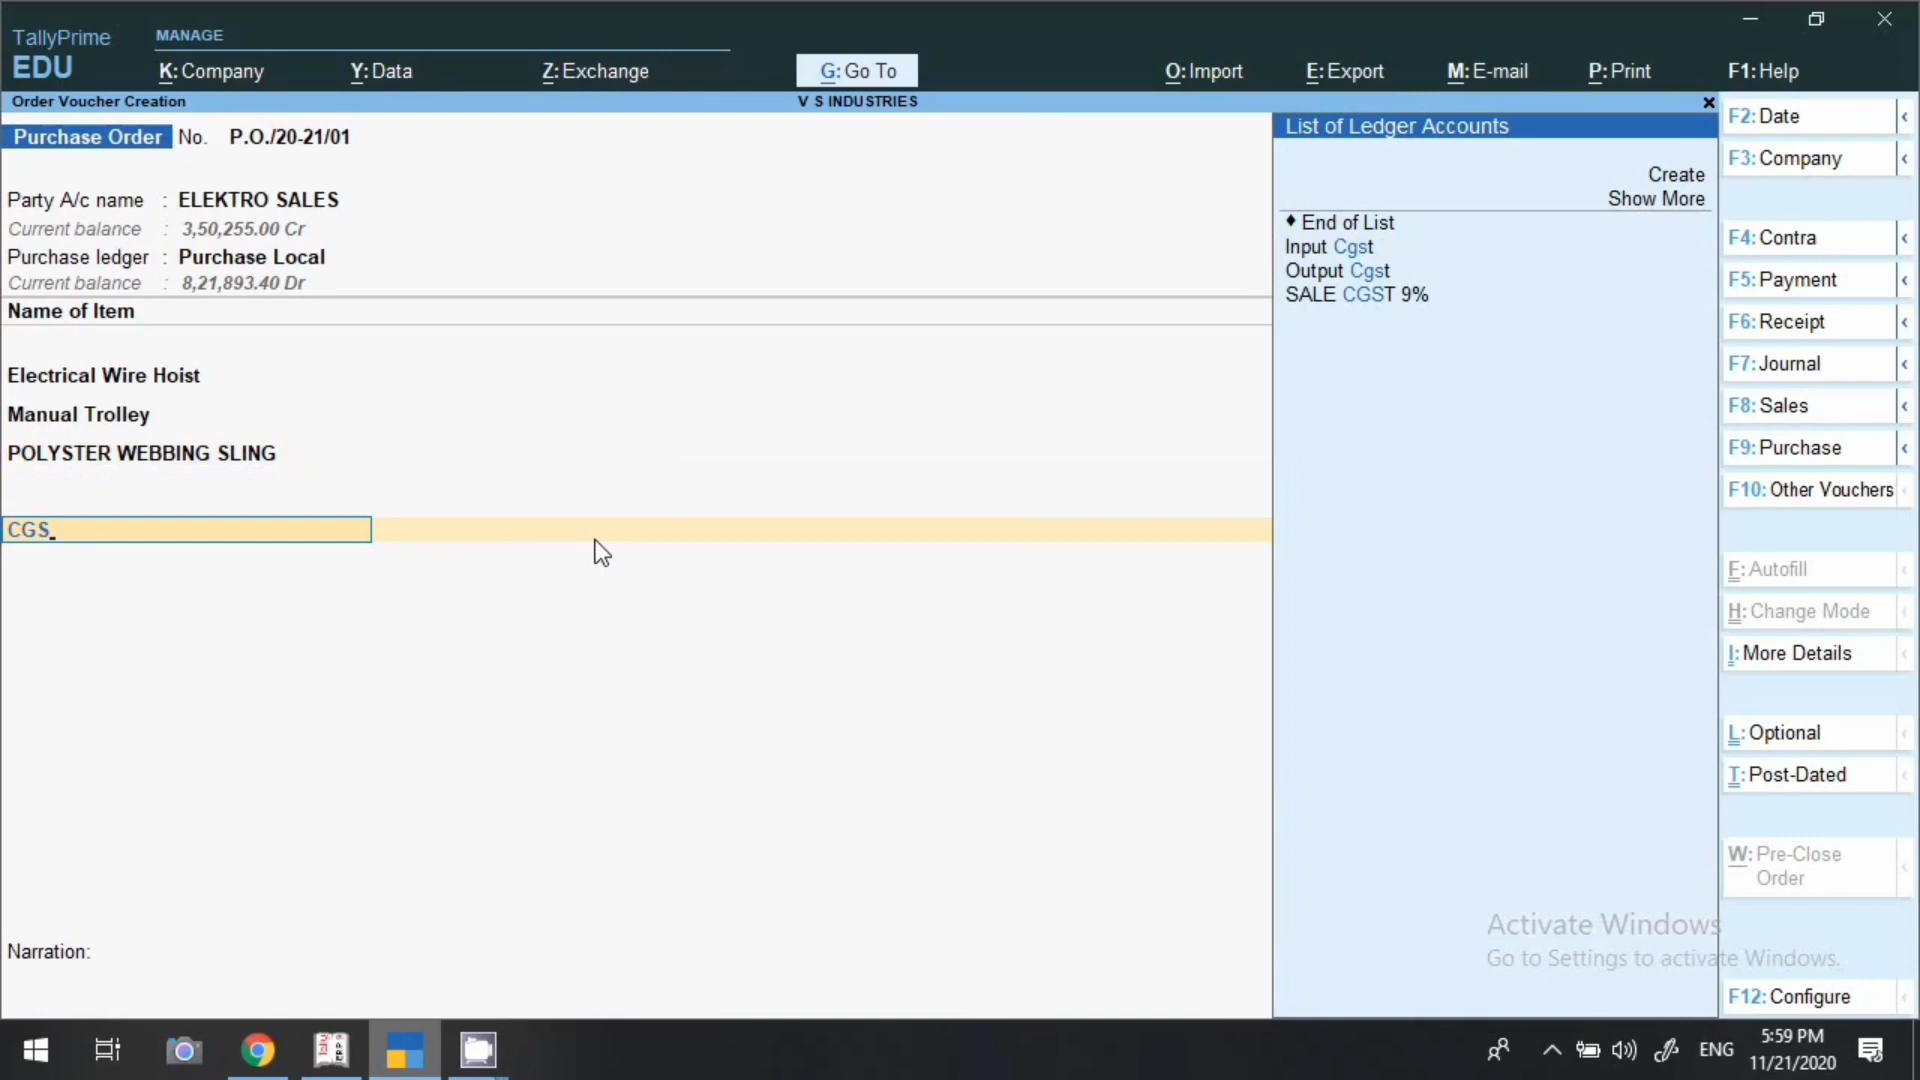 TallyPrime
EDU
MANAGE
K: Company
Y: Data
Z: Exchange
G: Go To
O: Import
E: Export
M: E-mail
P: Print
F1: Help
Order Voucher Creation
V S INDUSTRIES
Purchase Order No. P.O./20-21/01
Party A/c name : ELEKTRO SALES
Current balance : 3,50,255.00 Cr
Purchase ledger : Purchase Local
Current balance : 8,21,893.40 Dr
Name of Item
Electrical Wire Hoist
Manual Trolley
POLYSTER WEBBING SLING
CGS
Narration:
List of Ledger Accounts
Create
Show More
♦ End of List
Input Cgst
Output Cgst
SALE CGST 9%
F2: Date
F3: Company
F4: Contra
F5: Payment
F6: Receipt
F7: Journal
F8: Sales
F9: Purchase
F10: Other Vouchers
F: Autofill
H: Change Mode
I: More Details
L: Optional
T: Post-Dated
W: Pre-Close
Order
F12: Configure
Activate Windows
Go to Settings to activate Windows.
ENG
5:59 PM
11/21/2020